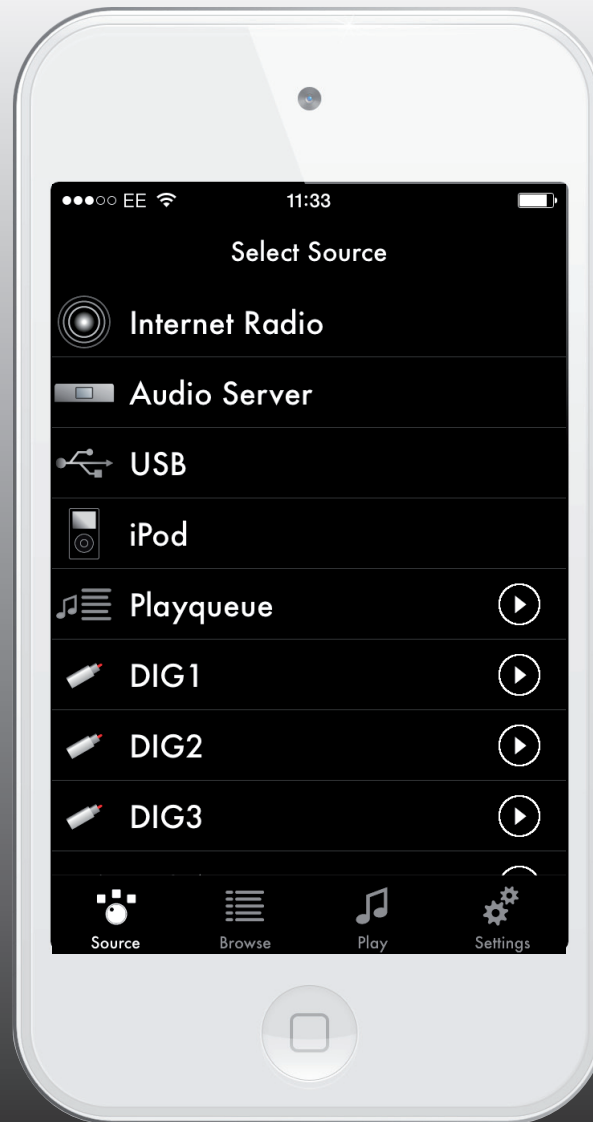 EE 11:33
Select Source
Internet Radio
Audio Server
USB
iPod
Playqueue
DIG1
DIG2
DIG3
Source Browse Play Settings